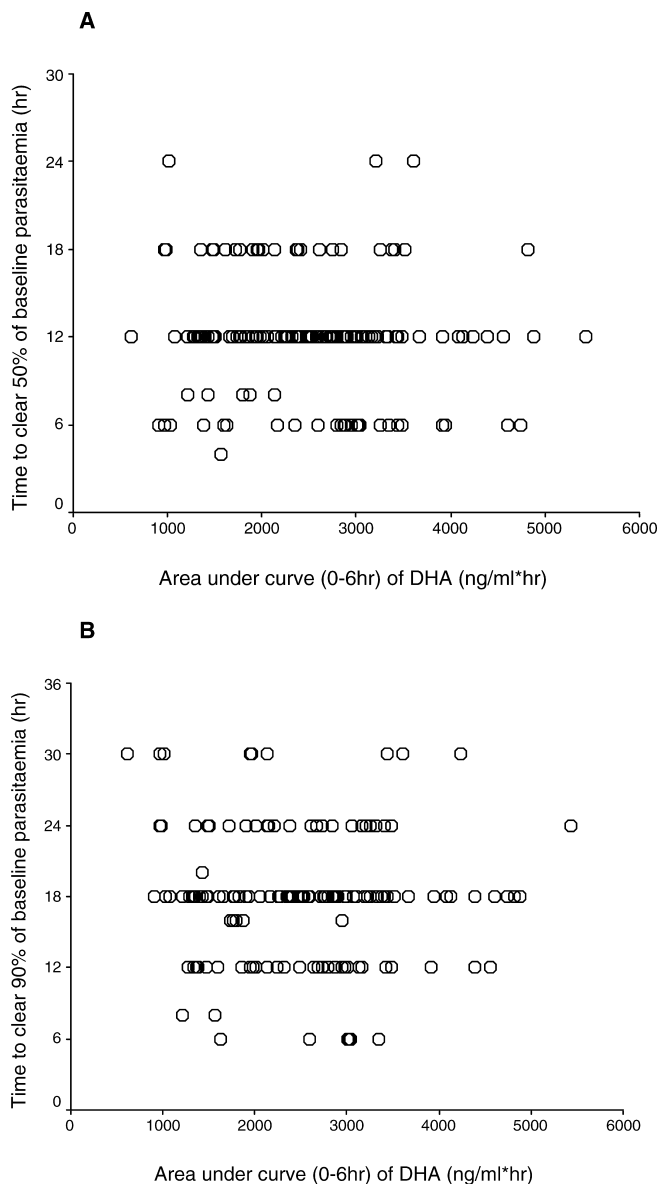 A
Time to clear 50% of baseline parasitaemia (hr)
30
24
18
12
6
0
0 1000 2000 3000 4000 5000 6000
Area under curve (0-6hr) of DHA (ng/ml*hr)
B
Time to clear 90% of baseline parasitaemia (hr)
36
30
24
18
12
6
0
0 1000 2000 3000 4000 5000 6000
Area under curve (0-6hr) of DHA (ng/ml*hr)